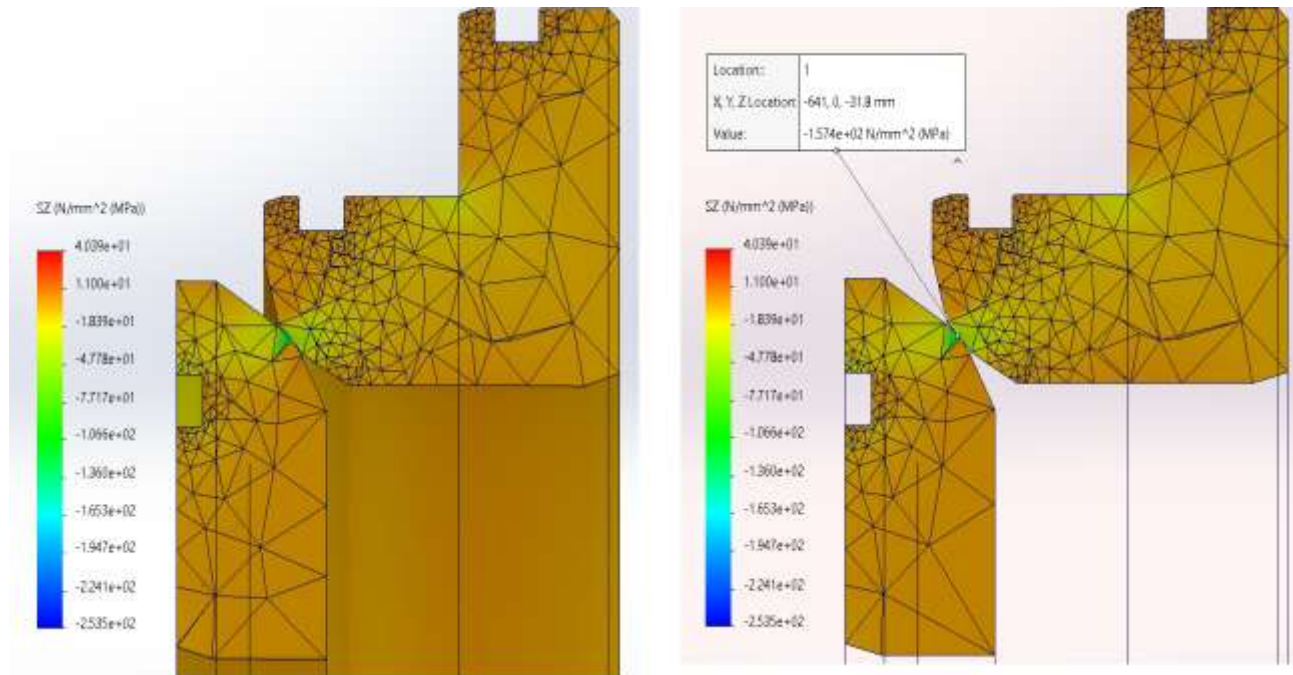 SZ (N/mm^2 (MPa))
4.039e+01
1.100e+01
-1.839e+01
-4.778e+01
-7.717e+01
-1.066e+02
-1.360e+02
-1.653e+02
-1.947e+02
-2.241e+02
-2.535e+02
Location: 1
X, Y, Z Location: -641, 0, -31.8 mm
Value: -1.574e+02 N/mm^2 (MPa)
SZ (N/mm^2 (MPa))
4.039e+01
1.100e+01
-1.839e+01
-4.778e+01
-7.717e+01
-1.066e+02
-1.360e+02
-1.653e+02
-1.947e+02
-2.241e+02
-2.535e+02